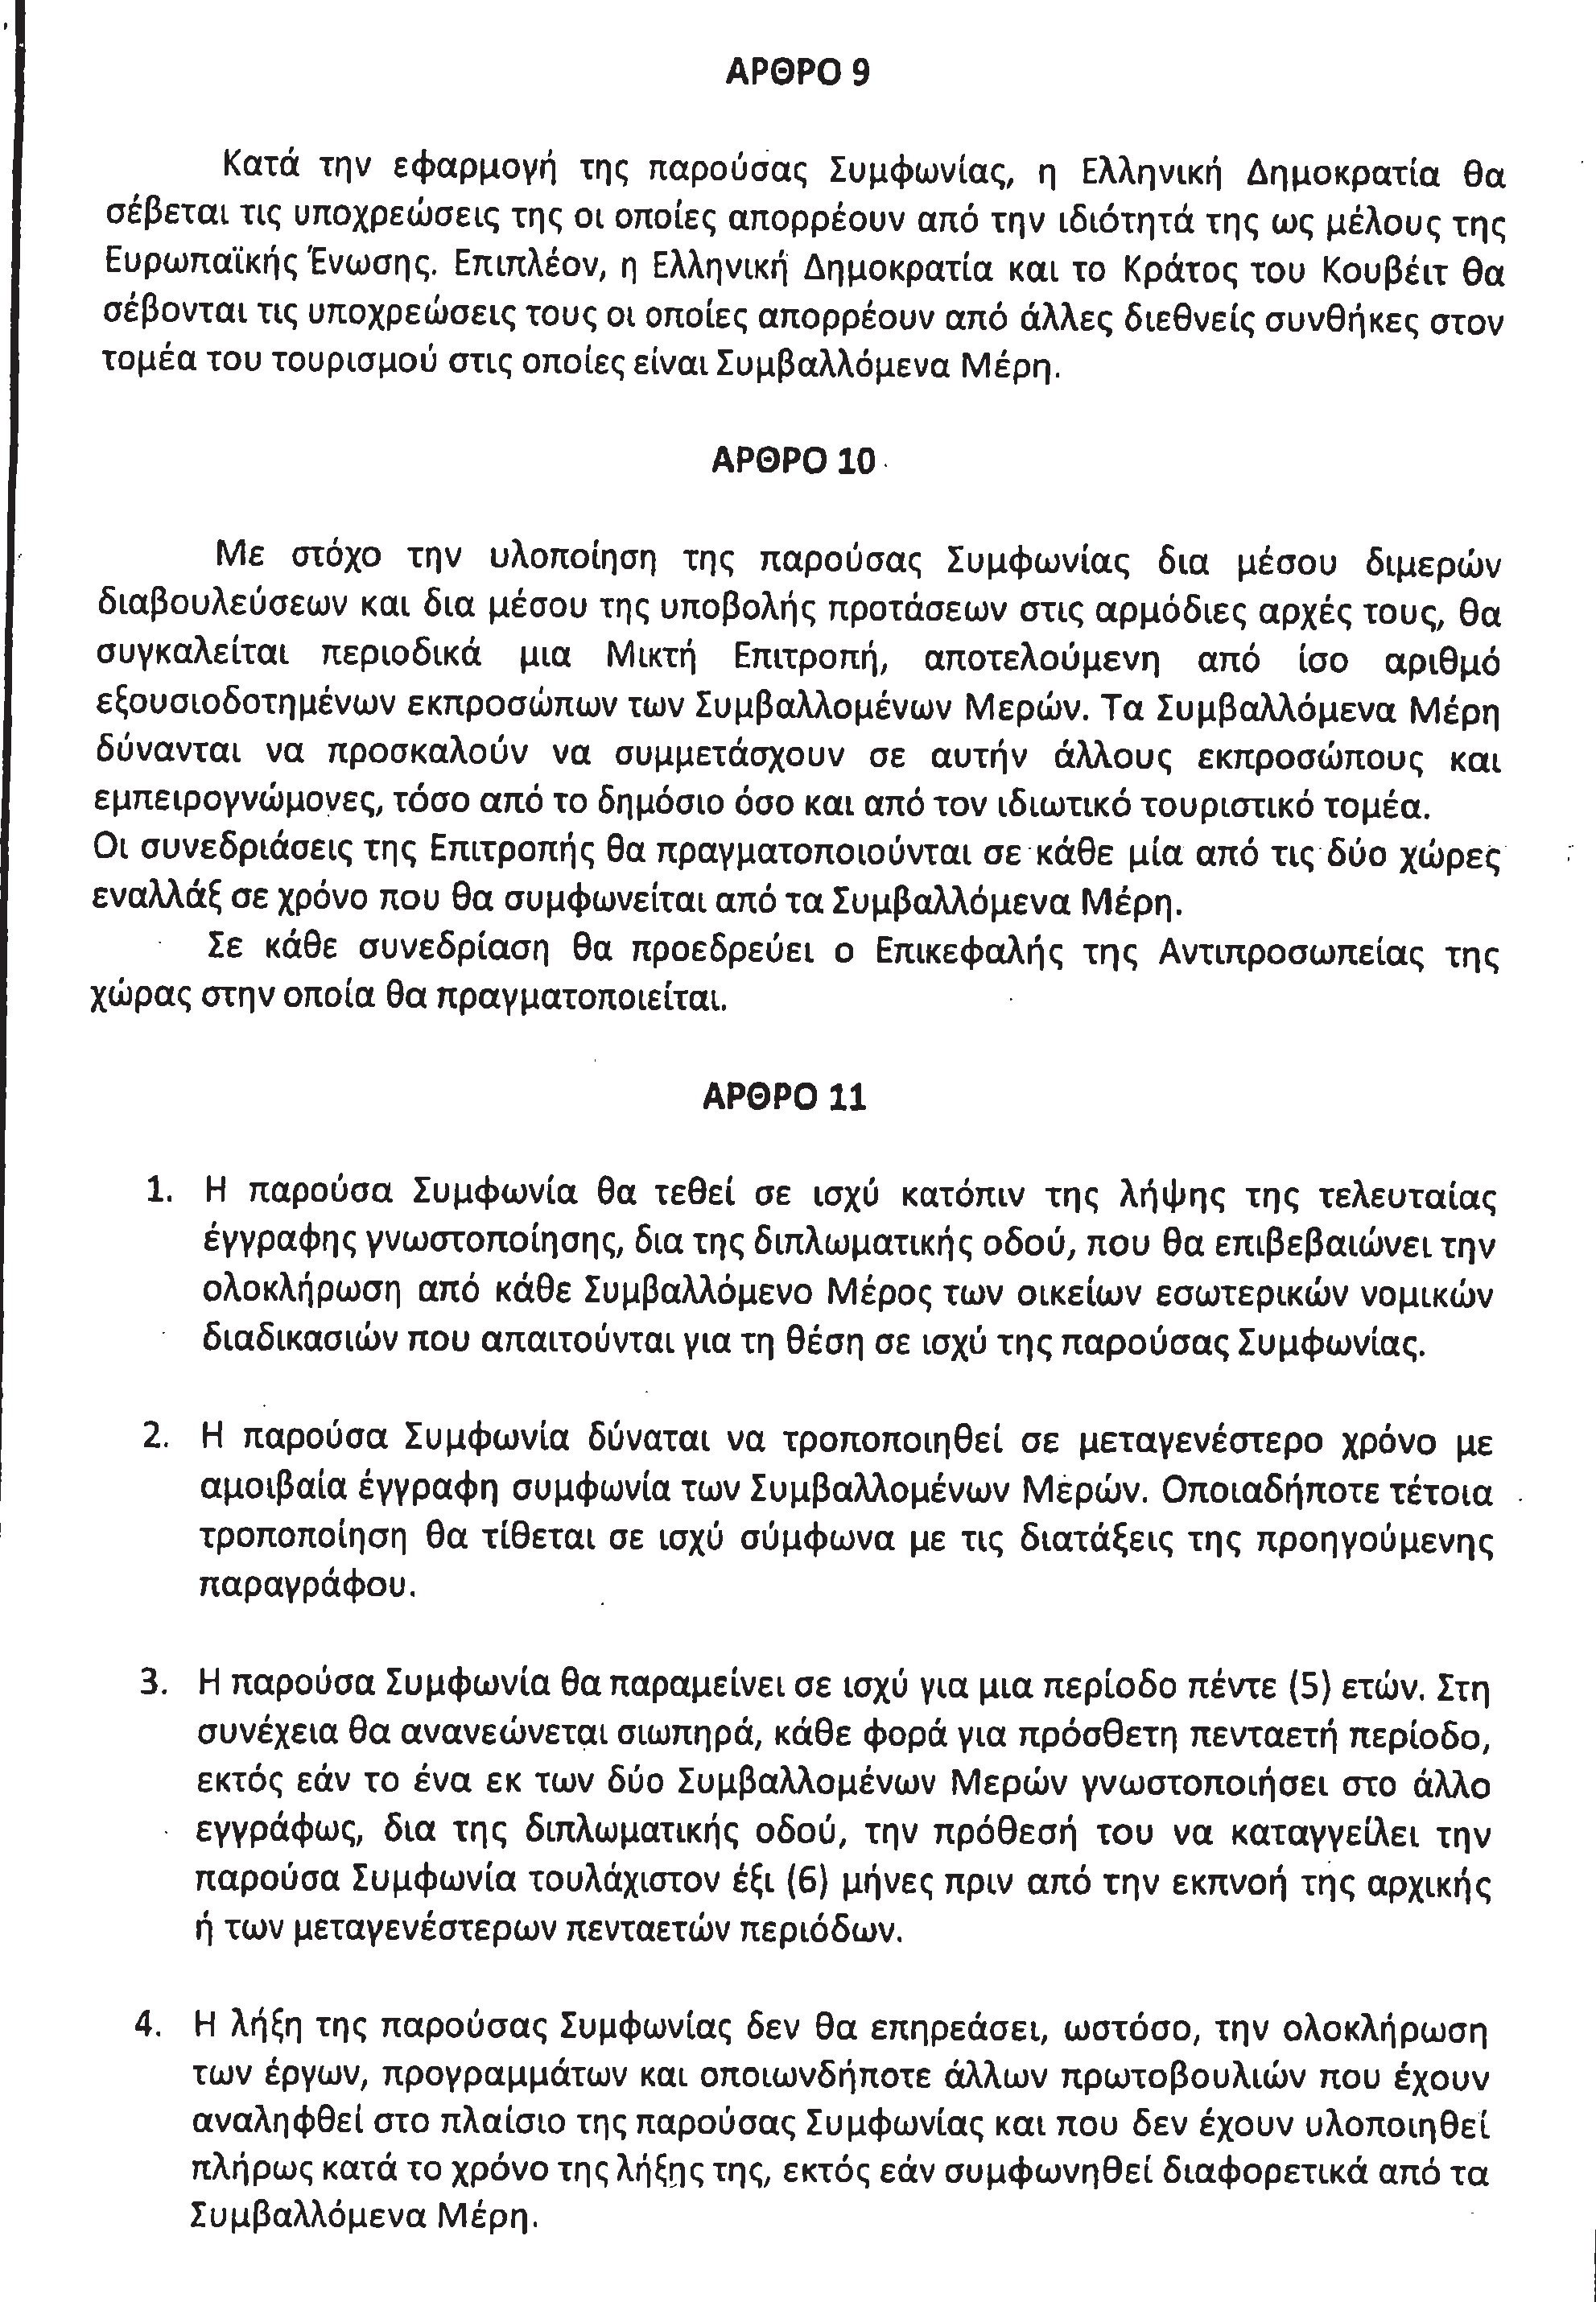 ΑΡΘΡΟ 9
Κατά την εφαρμογή της παρούσας Συμφωνίας, η Ελληνική Δημοκρατία θα
σέβεται τις υποχρεώσεις της οι οποίες απορρέουν από την ιδιότητά της ως μέλους της
Ευρωπαϊκής Ένωσης. Επιπλέον, η Ελληνική Δημοκρατία και το Κράτος του Κουβέιτ θα
σέβονται τις υποχρεώσεις τους οι οποίες απορρέουν από άλλες διεθνείς συνθήκες στον
τομέα του τουρισμού στις οποίες είναι Συμβαλλόμενα Μέρη.
ΑΡΘΡΟ 10
Με στόχο την υλοποίηση της παρούσας Συμφωνίας δια μέσου διμερών
διαβουλεύσεων και δια μέσου της υποβολής προτάσεων στις αρμόδιες αρχές τους, θα
συγκαλείται περιοδικά μια Μικτή Επιτροπή, αποτελούμενη από ίσο αριθμό
εξουσιοδοτημένων εκπροσώπων των Συμβαλλομένων Μερών. Τα Συμβαλλόμενα Μέρη
δύνανται να προσκαλούν να συμμετάσχουν σε αυτήν άλλους εκπροσώπους και
εμπειρογνώμονες, τόσο από το δημόσιο όσο και από τον ιδιωτικό τουριστικό τομέα.
Οι συνεδριάσεις της Επιτροπής θα πραγματοποιούνται σε κάθε μία από τις δύο χώρες
εναλλάξ σε χρόνο που θα συμφωνείται από τα Συμβαλλόμενα Μέρη.
Σε κάθε συνεδρίαση θα προεδρεύει ο Επικεφαλής της Αντιπροσωπείας της
χώρας στην οποία θα πραγματοποιείται.
ΑΡΘΡΟ 11
1. Η παρούσα Συμφωνία θα τεθεί σε ισχύ κατόπιν της λήψης της τελευταίας
έγγραφης γνωστοποίησης, δια της διπλωματικής οδού, που θα επιβεβαιώνει την
ολοκλήρωση από κάθε Συμβαλλόμενο Μέρος των οικείων εσωτερικών νομικών
διαδικασιών που απαιτούνται για τη θέση σε ισχύ της παρούσας Συμφωνίας.
2. Η παρούσα Συμφωνία δύναται να τροποποιηθεί σε μεταγενέστερο χρόνο με
αμοιβαία έγγραφη συμφωνία των Συμβαλλομένων Μερών. Οποιαδήποτε τέτοια
τροποποίηση θα τίθεται σε ισχύ σύμφωνα με τις διατάξεις της προηγούμενης
παραγράφου.
3. Η παρούσα Συμφωνία θα παραμείνει σε ισχύ για μια περίοδο πέντε (5) ετών. Στη
συνέχεια θα ανανεώνεται σιωπηρά, κάθε φορά για πρόσθετη πενταετή περίοδο,
εκτός εάν το ένα εκ των δύο Συμβαλλομένων Μερών γνωστοποιήσει στο άλλο
εγγράφως, δια της διπλωματικής οδού, την πρόθεσή του να καταγγείλει την
παρούσα Συμφωνία τουλάχιστον έξι (6) μήνες πριν από την εκπνοή της αρχικής
ή των μεταγενέστερων πενταετών περιόδων.
4. Η λήξη της παρούσας Συμφωνίας δεν θα επηρεάσει, ωστόσο, την ολοκλήρωση
των έργων, προγραμμάτων και οποιωνδήποτε άλλων πρωτοβουλιών που έχουν
αναληφθεί στο πλαίσιο της παρούσας Συμφωνίας και που δεν έχουν υλοποιηθεί
πλήρως κατά το χρόνο της λήξης της, εκτός εάν συμφωνηθεί διαφορετικά από τα
Συμβαλλόμενα Μέρη.